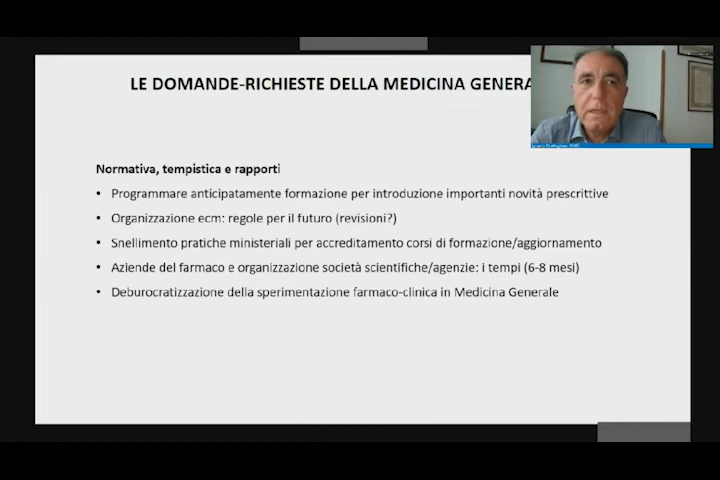 LE DOMANDE-RICHIESTE DELLA MEDICINA GENERA
Normativa, tempistica e rapporti
• Programmare anticipatamente formazione per introduzione importanti novità prescrittive
• Organizzazione ecm: regole per il futuro (revisioni?)
• Snellimento pratiche ministeriali per accreditamento corsi di formazione/aggiornamento
• Aziende del farmaco e organizzazione società scientifiche/agenzie: i tempi (6-8 mesi)
• Deburocratizzazione della sperimentazione farmaco-clinica in Medicina Generale